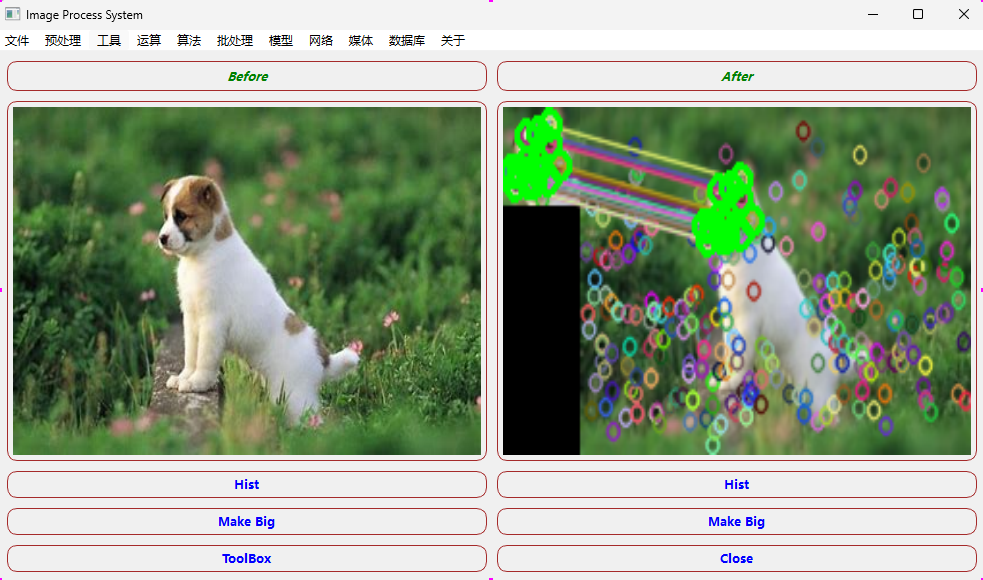 Image Process System
文件 预处理 工具 运算 算法 批处理 模型 网络 媒体 数据库 关于
Before After
Hist Hist
Make Big Make Big
ToolBox Close